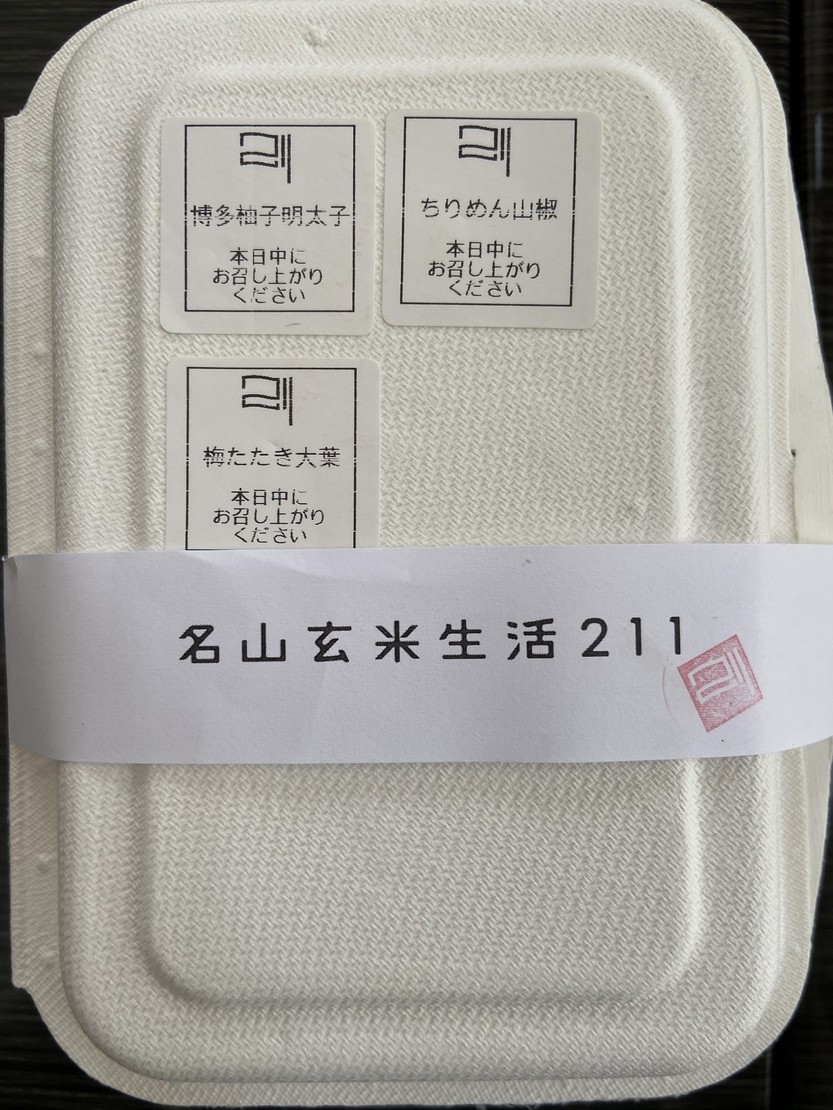 博多柚子明太子
本日中に
お召し上がり
ください
ちりめん山椒
本日中に
お召し上がり
ください
梅たたき大葉
本日中に
お召し上がり
ください
名山玄米生活211